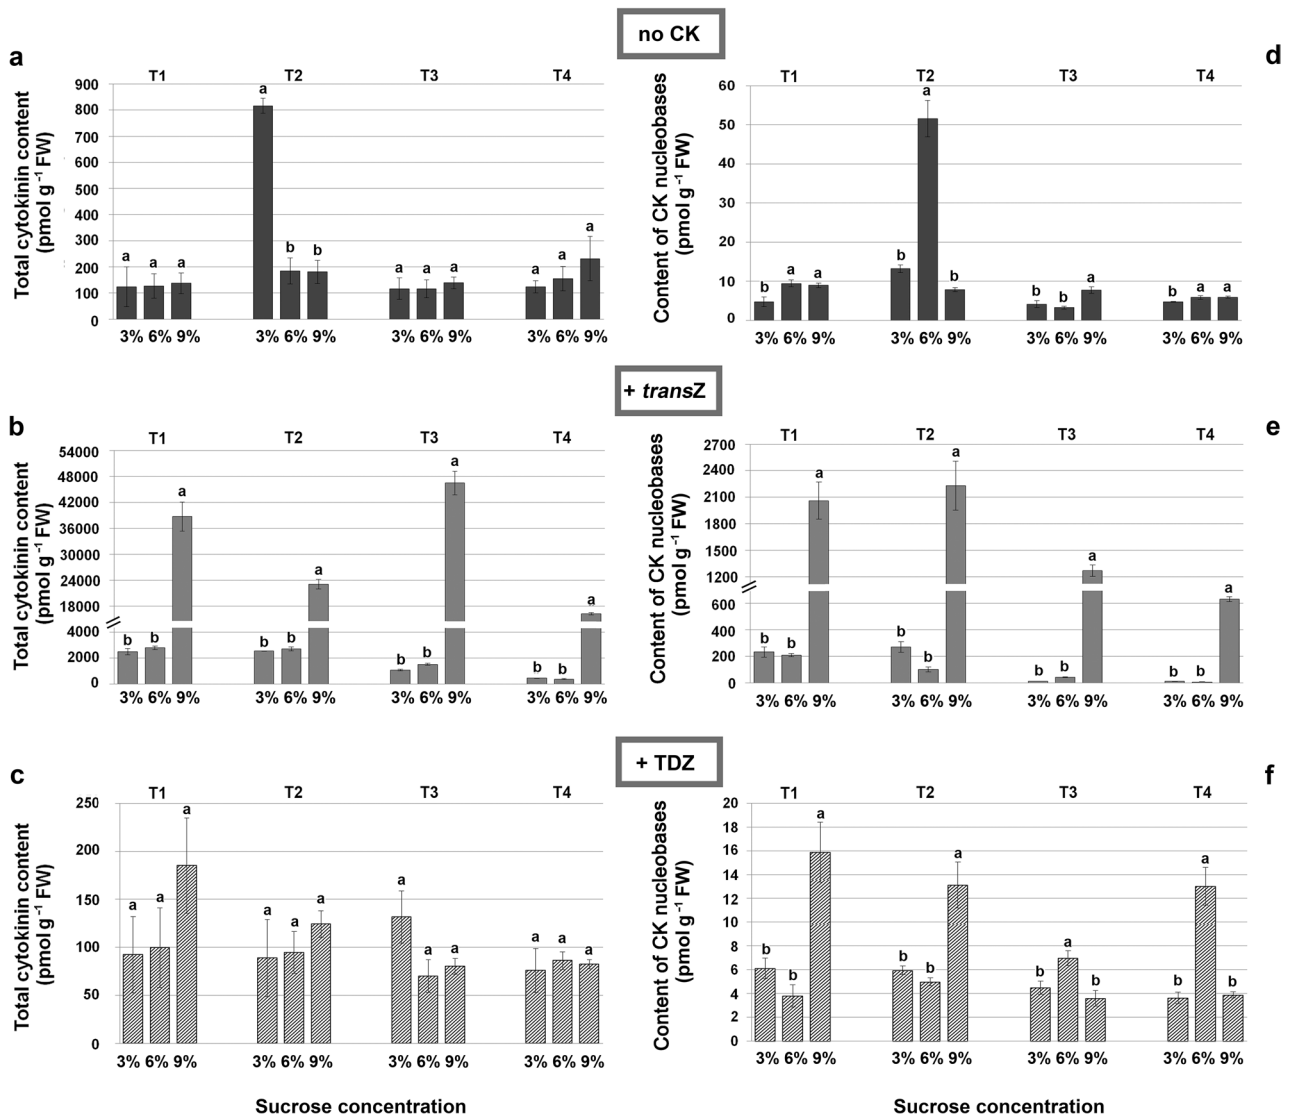 no CK
a
T1 T2 T3 T4
Total cytokinin content
(pmol g⁻¹ FW)
900
800
700
600
500
400
300
200
100
0
a a a a b b a a a a a a
3% 6% 9% 3% 6% 9% 3% 6% 9% 3% 6% 9%
d
T1 T2 T3 T4
Content of CK nucleobases
(pmol g⁻¹ FW)
60
50
40
30
20
10
0
b a a b a b b b a b a a
3% 6% 9% 3% 6% 9% 3% 6% 9% 3% 6% 9%
+ transZ
b
T1 T2 T3 T4
Total cytokinin content
(pmol g⁻¹ FW)
54000
48000
42000
36000
30000
24000
18000
4000
2000
0
b b a b b a b b a b b a
3% 6% 9% 3% 6% 9% 3% 6% 9% 3% 6% 9%
e
T1 T2 T3 T4
Content of CK nucleobases
(pmol g⁻¹ FW)
2700
2400
2100
1800
1500
1200
600
400
200
0
b b a b b a b b a b b a
3% 6% 9% 3% 6% 9% 3% 6% 9% 3% 6% 9%
+ TDZ
c
T1 T2 T3 T4
Total cytokinin content
(pmol g⁻¹ FW)
250
200
150
100
50
0
a a a a a a a a a a a a
3% 6% 9% 3% 6% 9% 3% 6% 9% 3% 6% 9%
Sucrose concentration
f
T1 T2 T3 T4
Content of CK nucleobases
(pmol g⁻¹ FW)
20
18
16
14
12
10
8
6
4
2
0
b b a b b a b a b b a b
3% 6% 9% 3% 6% 9% 3% 6% 9% 3% 6% 9%
Sucrose concentration